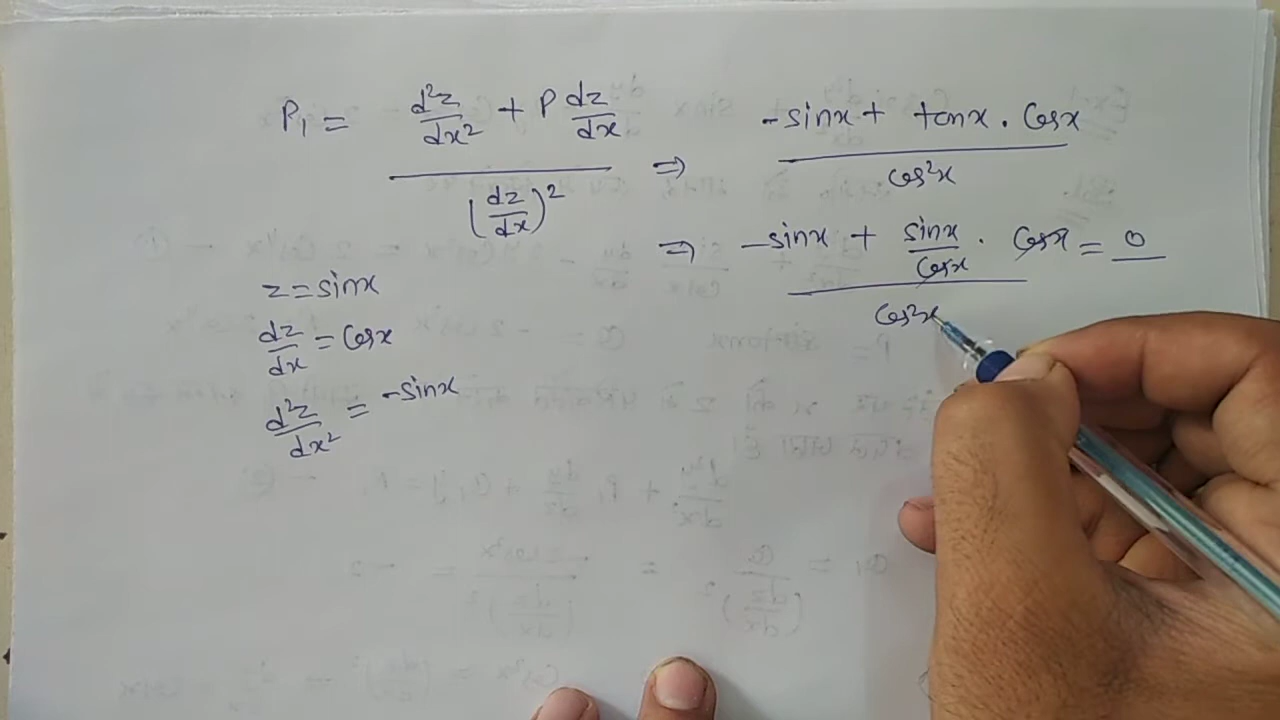 P₁ = (d²z/dx² + P dz/dx) / (dz/dx)² ⇒ (-sinx + tanx . Cosx) / cos²x
⇒ (-sinx + sinx/cosx . cosx) / cos²x = 0
z = sinx
dz/dx = Cosx
d²z/dx² = -sinx